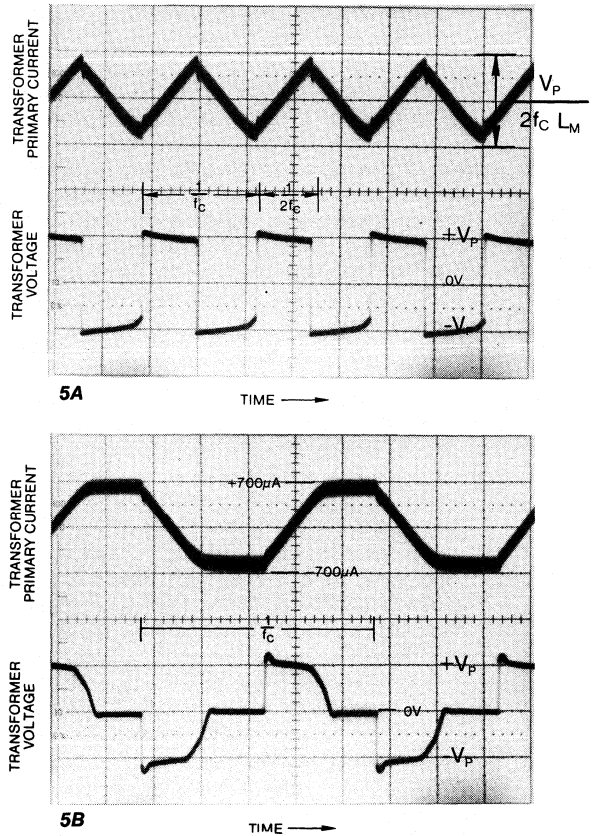 TRANSFORMER
PRIMARY CURRENT
V_P
2f_C L_M
1
f_C
1
2f_C
TRANSFORMER
VOLTAGE
+V_P
0V
5A
TIME
TRANSFORMER
PRIMARY CURRENT
+700µA
-700µA
1
f_C
TRANSFORMER
VOLTAGE
+V_P
0V
-V_P
5B
TIME